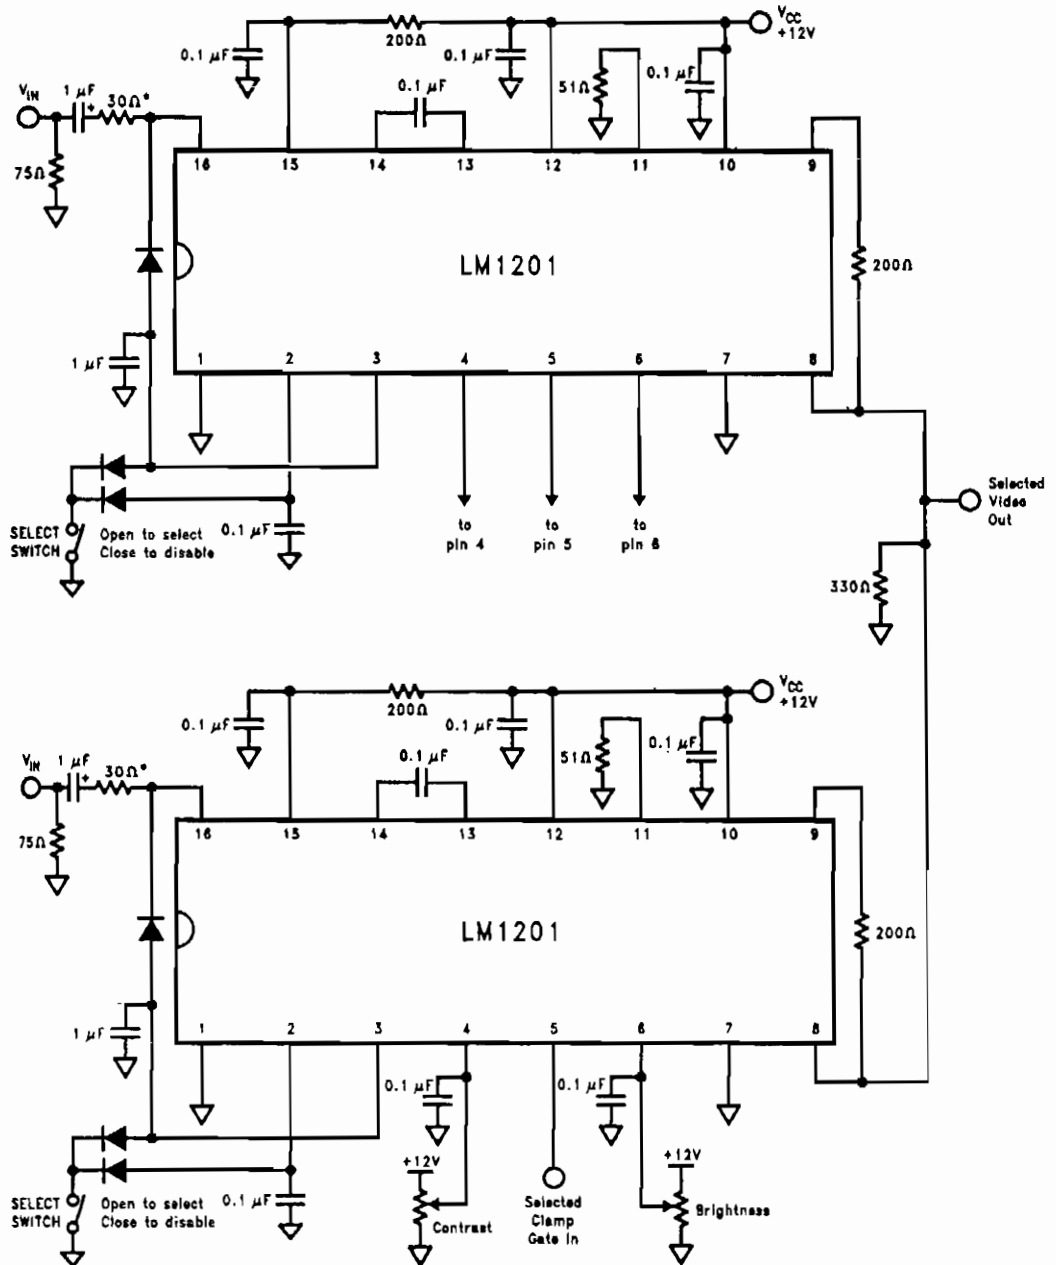 V_CC
+12V
200Ω
0.1 µF
0.1 µF
51Ω
0.1 µF
0.1 µF
V_IN
1 µF
+
30Ω*
75Ω
16
15
14
13
12
11
10
9
LM1201
200Ω
1 µF
1
2
3
4
5
6
7
8
SELECT
SWITCH
Open to select
Close to disable
0.1 µF
to
pin 4
to
pin 5
to
pin 6
Selected
Video
Out
330Ω
V_CC
+12V
200Ω
0.1 µF
0.1 µF
51Ω
0.1 µF
0.1 µF
V_IN
1 µF
+
30Ω*
75Ω
16
15
14
13
12
11
10
9
LM1201
200Ω
1 µF
1
2
3
4
5
6
7
8
0.1 µF
0.1 µF
SELECT
SWITCH
Open to select
Close to disable
0.1 µF
+12V
Contrast
Selected
Clamp
Gate In
+12V
Brightness